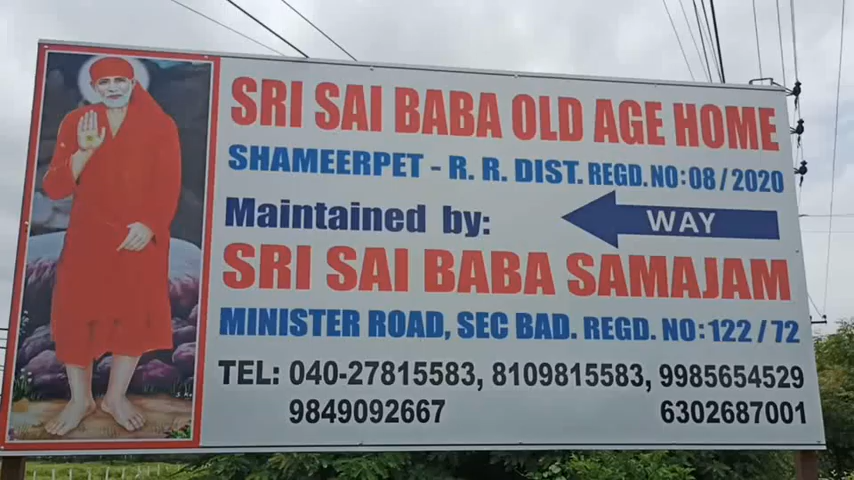 SRI SAI BABA OLD AGE HOME
SHAMEERPET - R. R. DIST. REGD. NO:08/2020
Maintained by:
WAY
SRI SAI BABA SAMAJAM
MINISTER ROAD, SEC BAD. REGD. NO:122/72
TEL: 040-27815583, 8109815583, 9985654529
9849092667 6302687001